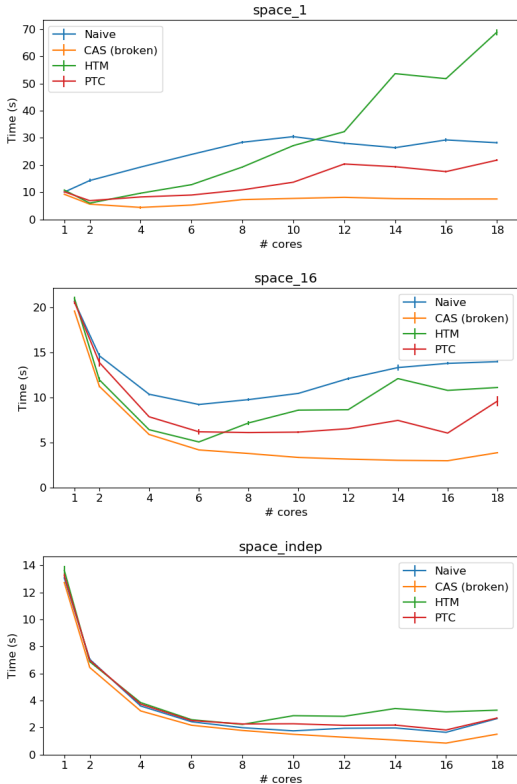 space_1
70
60
50
40
30
20
10
0
Time (s)
Naive
CAS (broken)
HTM
PTC
1 2 4 6 8 10 12 14 16 18
# cores
space_16
20
15
10
5
0
Time (s)
Naive
CAS (broken)
HTM
PTC
1 2 4 6 8 10 12 14 16 18
# cores
space_indep
14
12
10
8
6
4
2
0
Time (s)
Naive
CAS (broken)
HTM
PTC
1 2 4 6 8 10 12 14 16 18
# cores